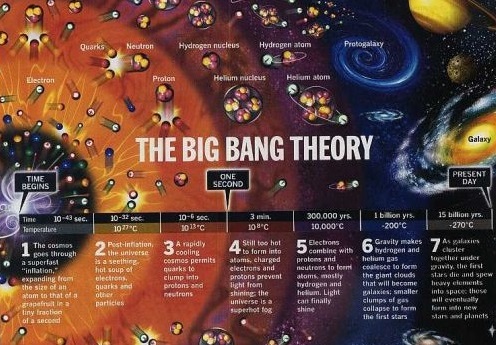 Quarks
Neutron
Hydrogen nucleus
Hydrogen atom
Protogalaxy
Electron
Proton
Helium nucleus
Helium atom
THE BIG BANG THEORY
Galaxy
TIME
BEGINS
ONE
SECOND
PRESENT
DAY
Time 10-43 sec. 10-32 sec. 10-6 sec. 3 min. 300,000 yrs. 1 billion yrs. 15 billion yrs.
Temperature 1027°C 1013°C 108°C 10,000°C -200°C -270°C
1 The cosmos
goes through
a superfast
"inflation,"
expanding from
the size of an
atom to that of a
grapefruit in a
tiny fraction
of a second
2 Post-inflation,
the universe
is a seething,
hot soup of
electrons,
quarks and
other
particles
3 A rapidly
cooling
cosmos permits
quarks to
clump into
protons and
neutrons
4 Still too hot
to form into
atoms, charged
electrons and
protons prevent
light from
shining; the
universe is a
superhot fog
5 Electrons
combine with
protons and
neutrons to form
atoms, mostly
hydrogen and
helium. Light
can finally
shine
6 Gravity makes
hydrogen and
helium gas
coalesce to form
the giant clouds
that will become
galaxies; smaller
clumps of gas
collapse to form
the first stars
7 As galaxies
cluster
together under
gravity, the first
stars die and spew
heavy elements
into space; these
will eventually
form into new
stars and planets